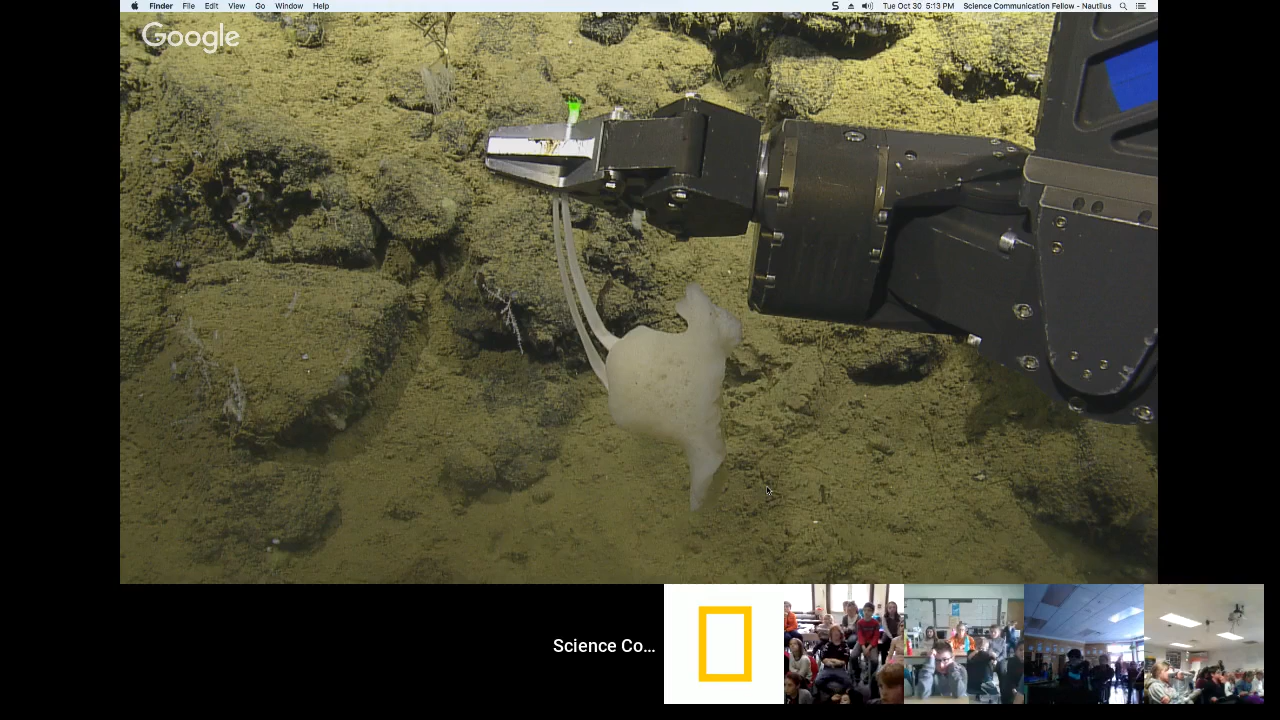 Finder File Edit View Go Window Help
Tue Oct 30 5:13 PM Science Communication Fellow - Nautilus
Google
Science Co...